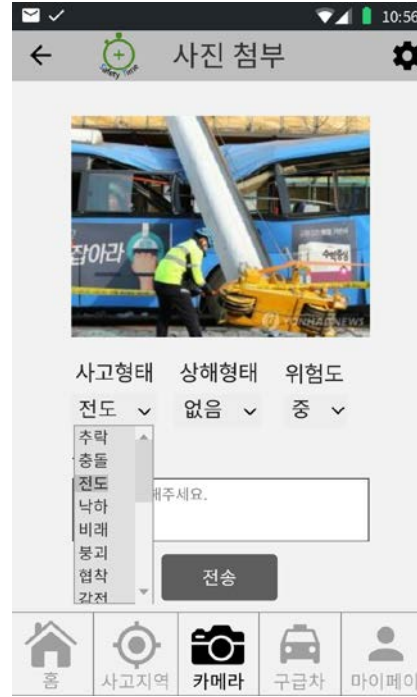 10:56
Safety Time
사진 첨부
잡아라
YONHAPNEWS
사고형태 상해형태 위험도
전도 없음 중
추락
충돌
전도
낙하
비래
붕괴
협착
감전
해주세요.
전송
홈 사고지역 카메라 구급차 마이페이